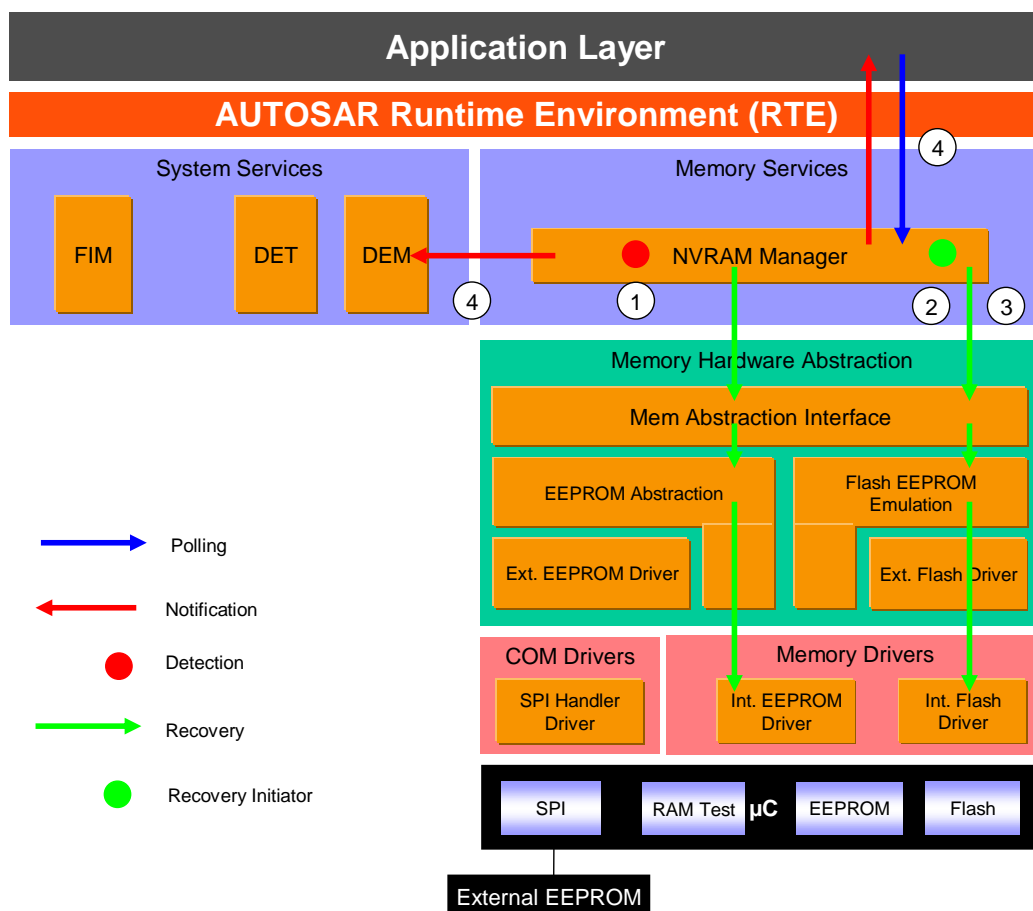 Application Layer
AUTOSAR Runtime Environment (RTE)
System Services
Memory Services
4
FIM
DET
DEM
NVRAM Manager
4
1
2
3
Memory Hardware Abstraction
Mem Abstraction Interface
EEPROM Abstraction
Flash EEPROM
Emulation
Ext. EEPROM Driver
Ext. Flash Driver
Polling
Notification
Detection
Recovery
Recovery Initiator
COM Drivers
Memory Drivers
SPI Handler
Driver
Int. EEPROM
Driver
Int. Flash
Driver
SPI
RAM Test
µC
EEPROM
Flash
External EEPROM